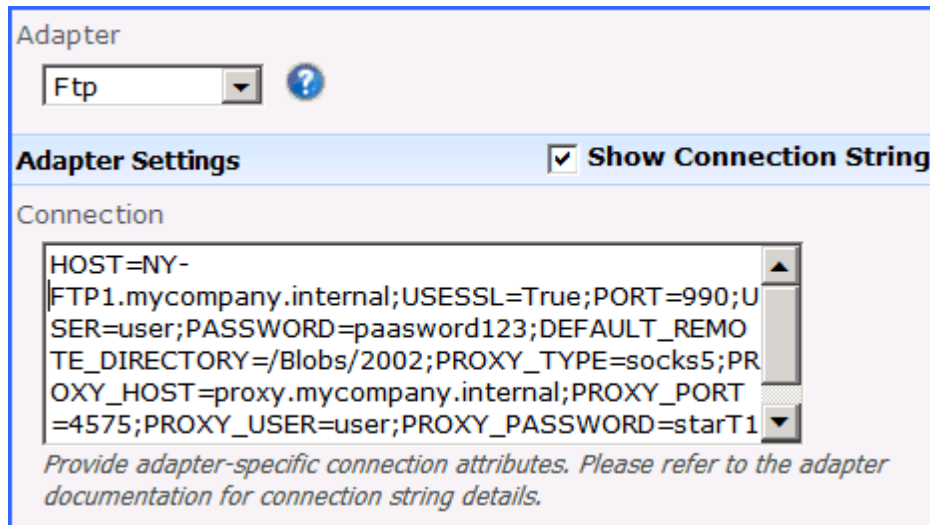 Adapter
Ftp
?
Adapter Settings
Show Connection String
Connection
HOST=NY-
FTP1.mycompany.internal;USESSL=True;PORT=990;U
SER=user;PASSWORD=paasword123;DEFAULT_REMO
TE_DIRECTORY=/Blobs/2002;PROXY_TYPE=socks5;PR
OXY_HOST=proxy.mycompany.internal;PROXY_PORT
=4575;PROXY_USER=user;PROXY_PASSWORD=starT1
Provide adapter-specific connection attributes. Please refer to the adapter
documentation for connection string details.